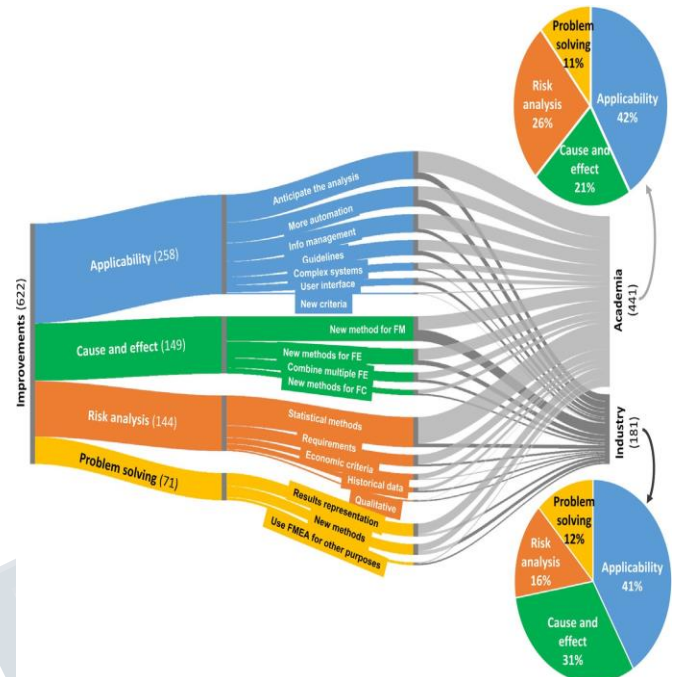 Improvements (622)
Applicability (258)
Cause and effect (149)
Risk analysis (144)
Problem solving (71)
Anticipate the analysis
More automation
Info management
Guidelines
Complex systems
User interface
New criteria
New method for FM
New methods for FE
Combine multiple FE
New methods for FC
Statistical methods
Requirements
Economic criteria
Historical data
Qualitative
Results representation
New methods
Use FMEA for other purposes
Academia
(441)
Industry
(181)
Problem
solving
11%
Risk
analysis
26%
Applicability
42%
Cause and
effect
21%
Problem
solving
12%
Risk
analysis
16%
Applicability
41%
Cause and
effect
31%